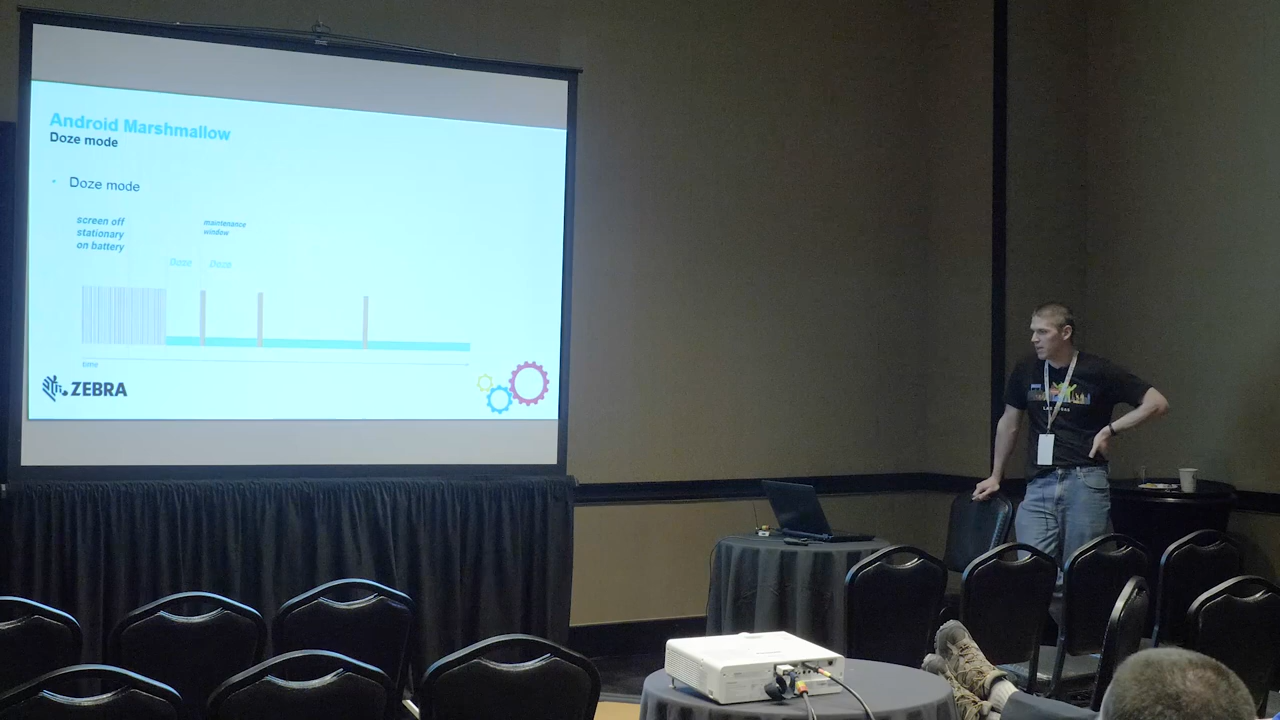 Android Marshmallow
Doze mode
• Doze mode
screen off
stationary
on battery
maintenance
window
Doze Doze
time
ZEBRA